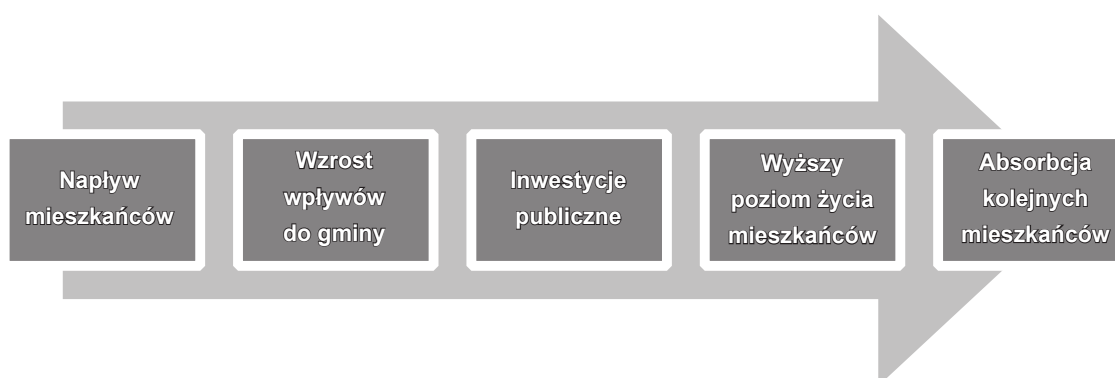 Napływ
mieszkańców
Wzrost
wpływów
do gminy
Inwestycje
publiczne
Wyższy
poziom życia
mieszkańców
Absorbcja
kolejnych
mieszkańców